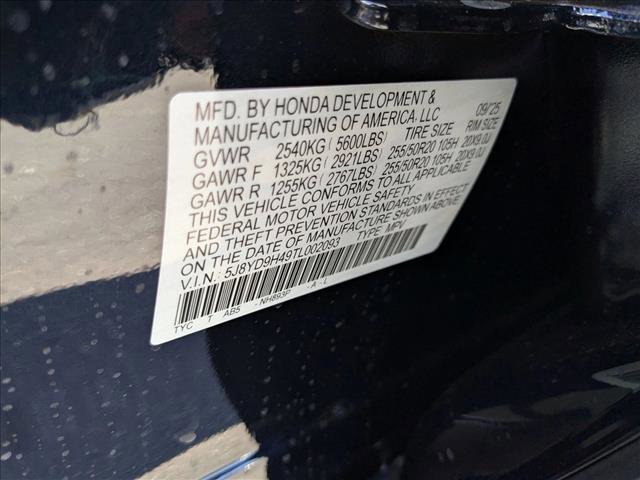 MFD. BY HONDA DEVELOPMENT & 09/25
MANUFACTURING OF AMERICA, LLC
GVWR 2540KG (5600LBS) TIRE SIZE RIM SIZE
GAWR F 1325KG (2921LBS) 255/50R20 105H 20X9.0J
GAWR R 1255KG (2767LBS) 255/50R20 105H 20X9.0J
THIS VEHICLE CONFORMS TO ALL APPLICABLE
FEDERAL MOTOR VEHICLE SAFETY
AND THEFT PREVENTION STANDARDS IN EFFECT
ON THE DATE OF MANUFACTURE SHOWN ABOVE.
V.I.N.: 5J8YD9H49TL002093 TYPE: MPV
TYC T AB5 - NH893P - A - L